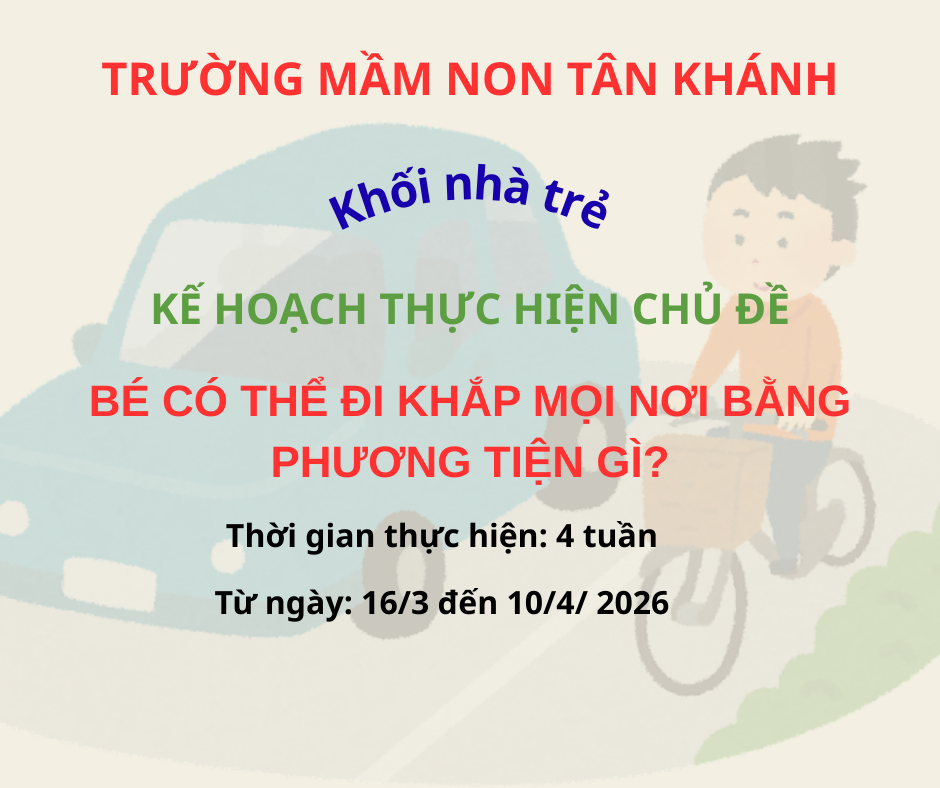 TRƯỜNG MẦM NON TÂN KHÁNH
Khối nhà trẻ
KẾ HOẠCH THỰC HIỆN CHỦ ĐỀ
BÉ CÓ THỂ ĐI KHẮP MỌI NƠI BẰNG
PHƯƠNG TIỆN GÌ?
Thời gian thực hiện: 4 tuần
Từ ngày: 16/3 đến 10/4/ 2026